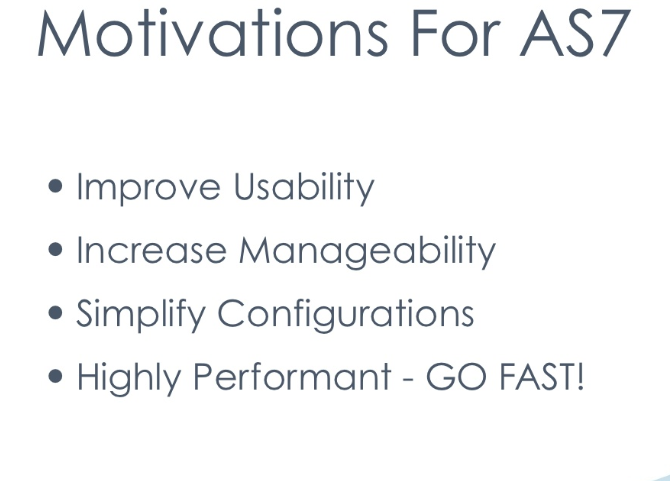 Motivations For AS7
• Improve Usability
• Increase Manageability
• Simplify Configurations
• Highly Performant - GO FAST!